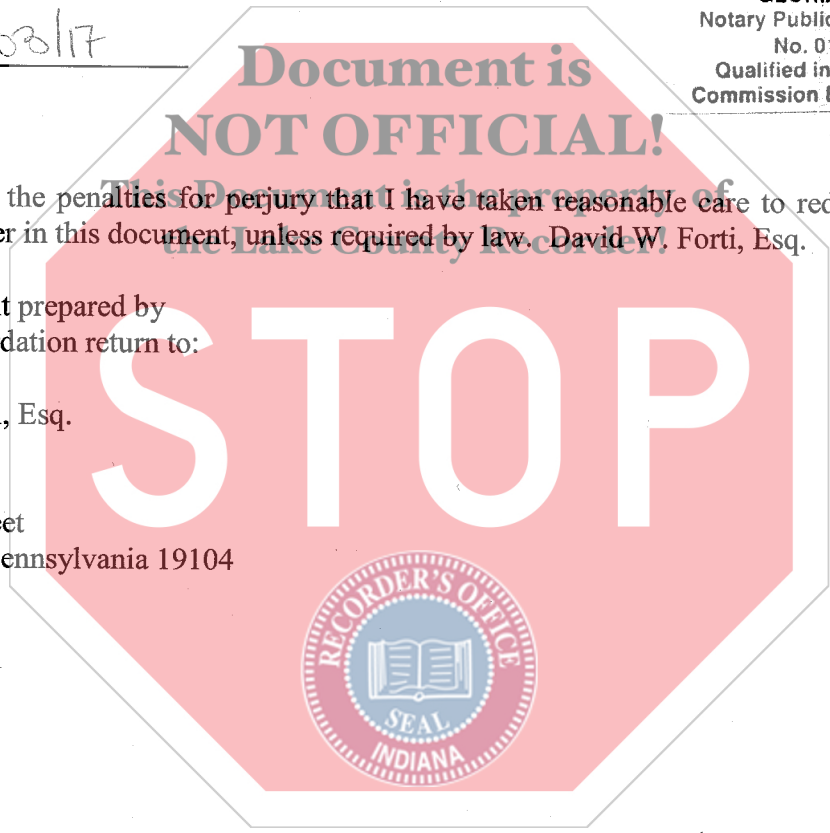 03/17
Notary Public
No. 0
Qualified in
Commission
Document is
NOT OFFICIAL!
This Document is the property of
the Lake County Recorder!
the penalties for perjury that I have taken reasonable care to red
er in this document, unless required by law. David W. Forti, Esq.
t prepared by
dation return to:
, Esq.
STOP
eet
ennsylvania 19104
RECORDER'S OFFICE
SEAL
INDIANA